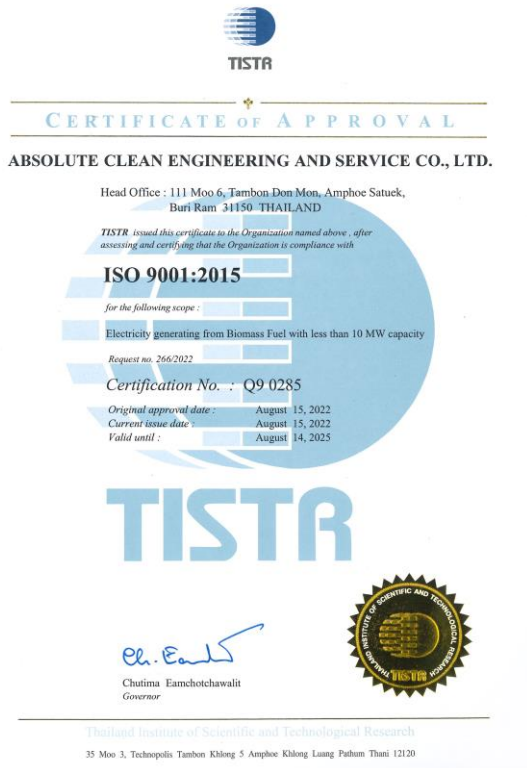 TISTR
CERTIFICATE OF APPROVAL
ABSOLUTE CLEAN ENGINEERING AND SERVICE CO., LTD.
Head Office : 111 Moo 6, Tambon Don Mon, Amphoe Satuek,
Buri Ram 31150 THAILAND
TISTR issued this certificate to the Organization named above , after
assessing and certifying that the Organization is compliance with
ISO 9001:2015
for the following scope :
Electricity generating from Biomass Fuel with less than 10 MW capacity
Request no. 266/2022
Certification No. : Q9 0285
Original approval date : August 15, 2022
Current issue date : August 15, 2022
Valid until : August 14, 2025
TISTR
THAILAND INSTITUTE OF SCIENTIFIC AND TECHNOLOGICAL RESEARCH
TISTR
Ch. Eam
Chutima Eamchotchawalit
Governor
Thailand Institute of Scientific and Technological Research
35 Moo 3, Technopolis Tambon Khlong 5 Amphoe Khlong Luang Pathum Thani 12120